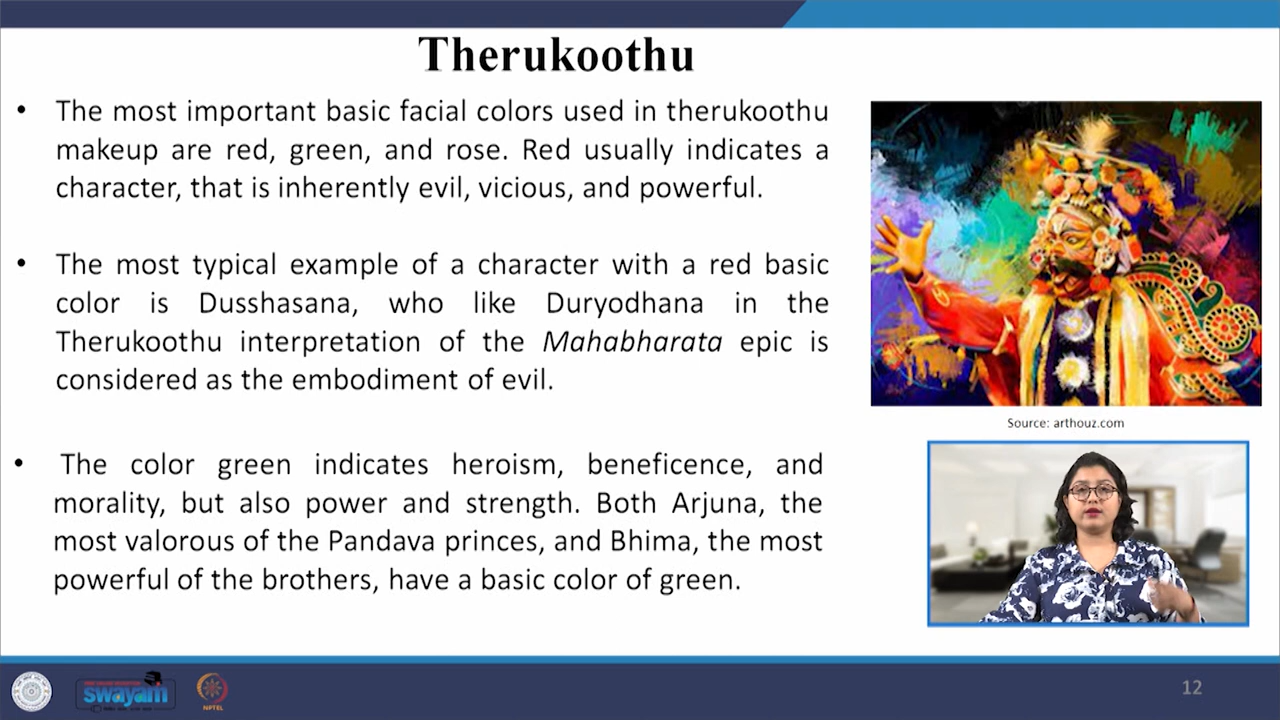 Therukoothu
• The most important basic facial colors used in therukoothu
makeup are red, green, and rose. Red usually indicates a
character, that is inherently evil, vicious, and powerful.
• The most typical example of a character with a red basic
color is Dusshasana, who like Duryodhana in the
Therukoothu interpretation of the Mahabharata epic is
considered as the embodiment of evil.
• The color green indicates heroism, beneficence, and
morality, but also power and strength. Both Arjuna, the
most valorous of the Pandava princes, and Bhima, the most
powerful of the brothers, have a basic color of green.
Source: arthouz.com
swayam
NPTEL
12